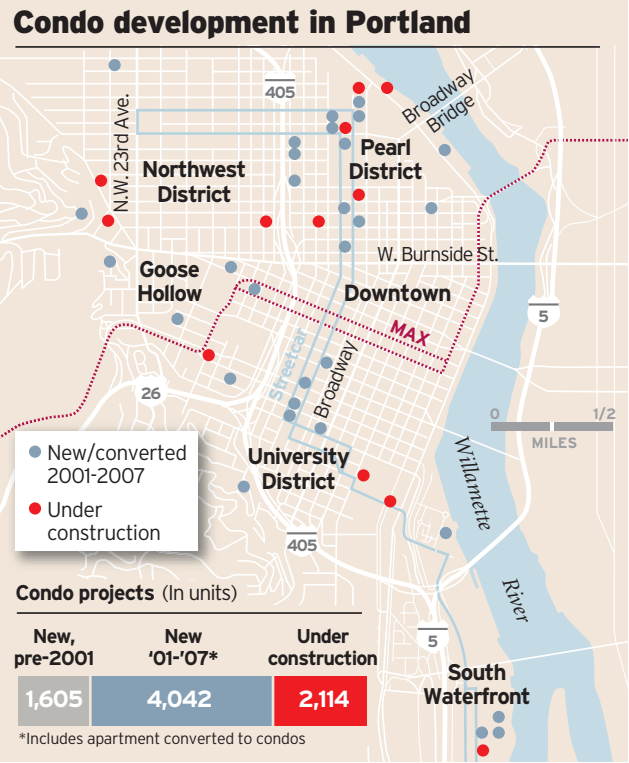 Condo development in Portland
405
Broadway
Bridge
N.W. 23rd Ave.
Pearl
District
Northwest
District
W. Burnside St.
Goose
Hollow
Downtown
5
MAX
Streetcar
Broadway
26
0 1/2
MILES
New/converted
2001-2007
Under
construction
University
District
Willamette
River
405
5
Condo projects (In units)
New,
pre-2001
New
‘01-’07*
Under
construction
1,605 4,042 2,114
*Includes apartment converted to condos
South
Waterfront